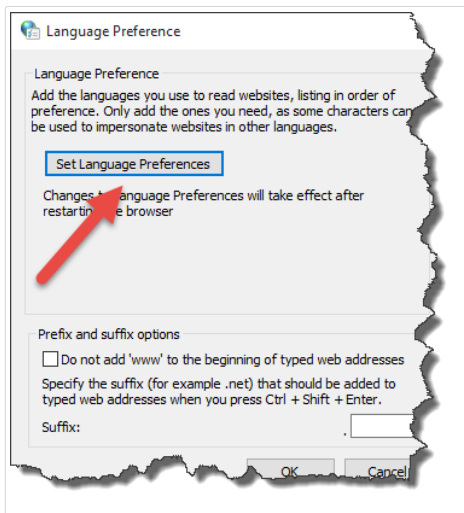 Language Preference
Language Preference
Add the languages you use to read websites, listing in order of
preference. Only add the ones you need, as some characters can
be used to impersonate websites in other languages.
Set Language Preferences
Changes Language Preferences will take effect after
browser
Prefix and suffix options
Do not add 'www' to the beginning of typed web addresses
Specify the suffix (for example .net) that should be added to
typed web addresses when you press Ctrl + Shift + Enter.
Suffix:
.
OK
Cancel